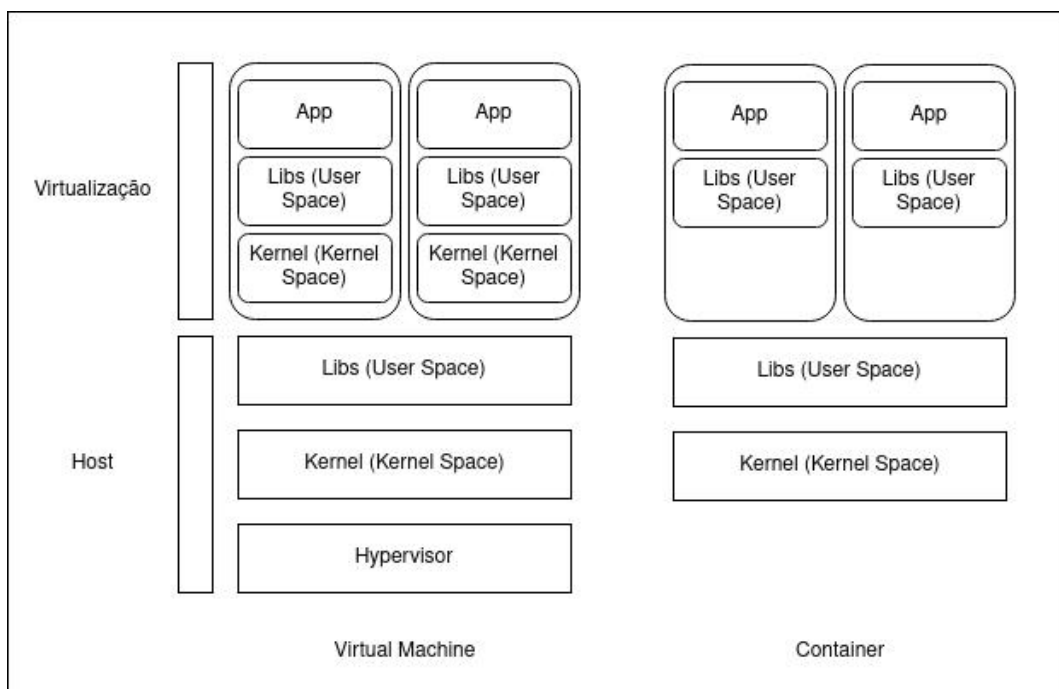 App
App
App
App
Virtualização
Libs (User
Space)
Libs (User
Space)
Libs (User
Space)
Libs (User
Space)
Kernel (Kernel
Space)
Kernel (Kernel
Space)
Host
Libs (User Space)
Libs (User Space)
Kernel (Kernel Space)
Kernel (Kernel Space)
Hypervisor
Virtual Machine
Container